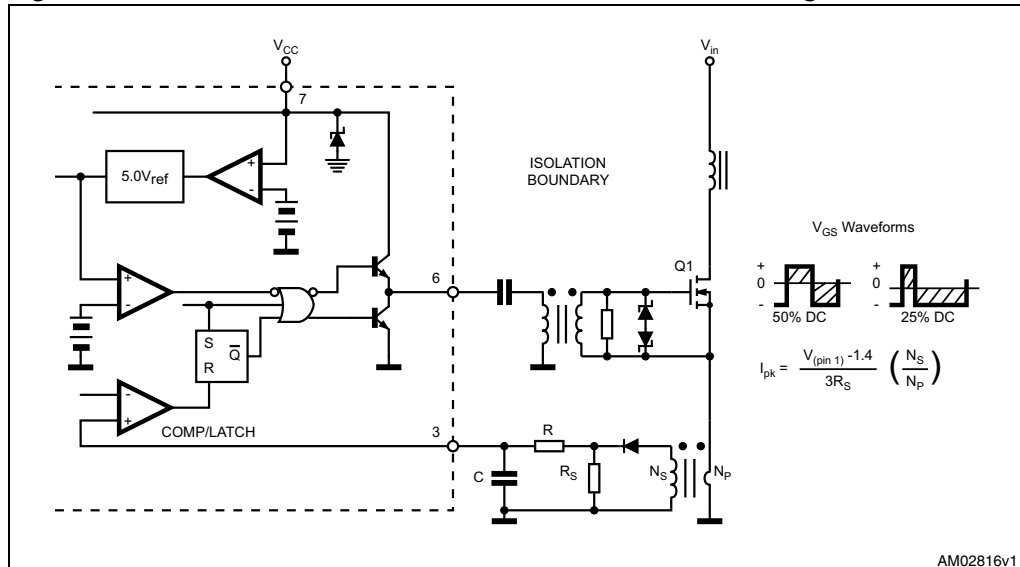 V_CC
V_in
7
ISOLATION
BOUNDARY
5.0V_ref
+
-
V_GS Waveforms
+
0
-
50% DC
+
0
-
25% DC
Q1
6
+
-
S
R
Q̅
I_pk = V_(pin 1) -1.4 / 3R_S ( N_S / N_P )
-
+
COMP/LATCH
3
R
C
R_S
N_S
N_P
AM02816v1